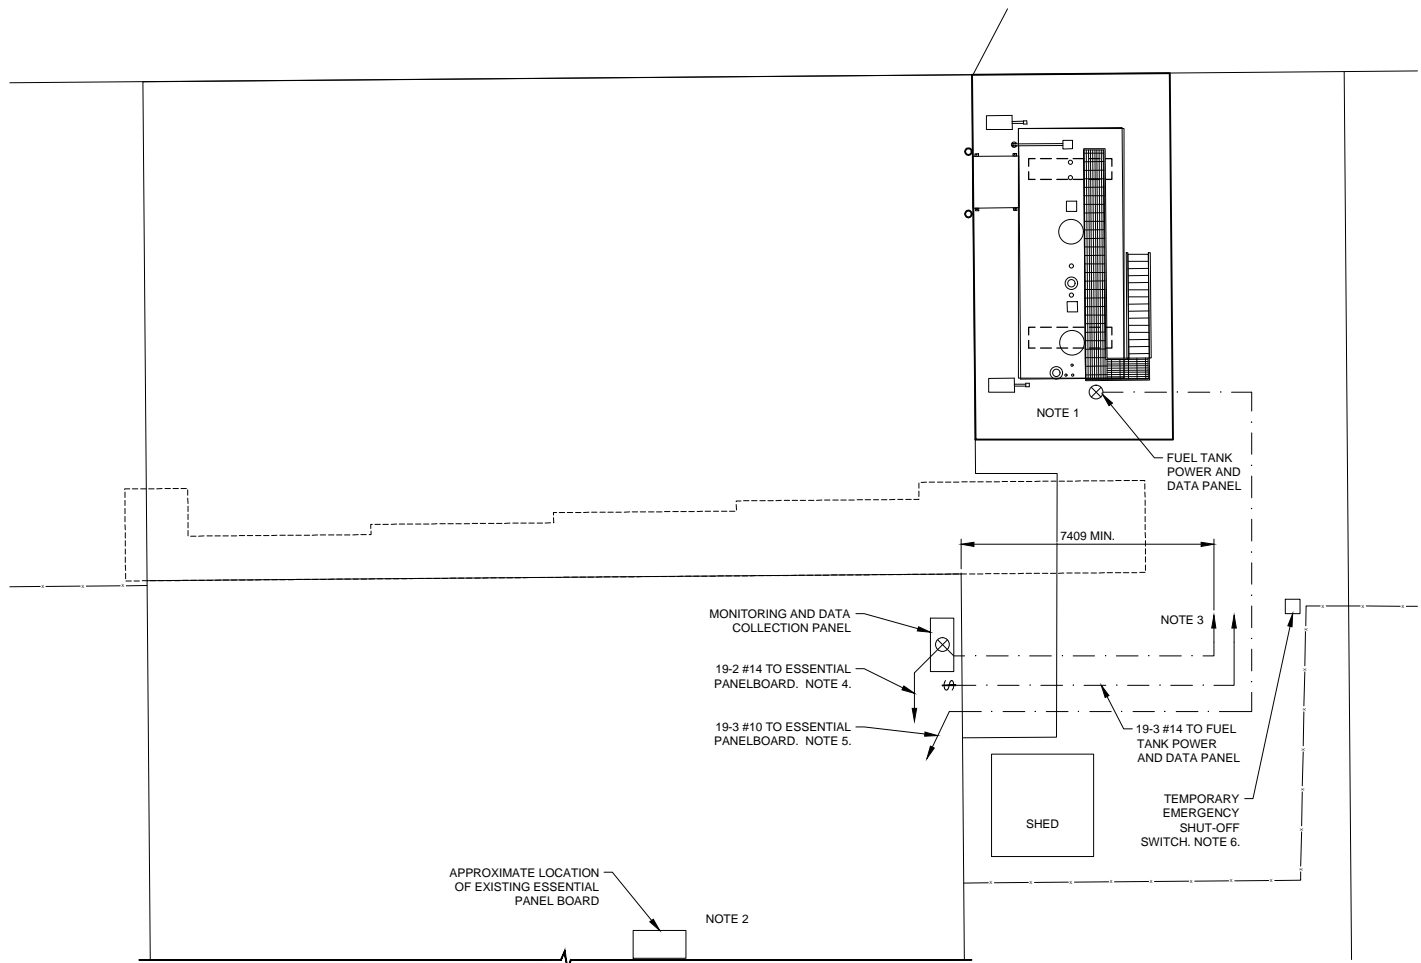 NOTE 1
FUEL TANK
POWER AND
DATA PANEL
7409 MIN.
MONITORING AND DATA
COLLECTION PANEL
NOTE 3
19-2 #14 TO ESSENTIAL
PANELBOARD. NOTE 4.
$
19-3 #10 TO ESSENTIAL
PANELBOARD. NOTE 5.
19-3 #14 TO FUEL
TANK POWER
AND DATA PANEL
SHED
TEMPORARY
EMERGENCY
SHUT-OFF
SWITCH. NOTE 6.
APPROXIMATE LOCATION
OF EXISTING ESSENTIAL
PANEL BOARD
NOTE 2